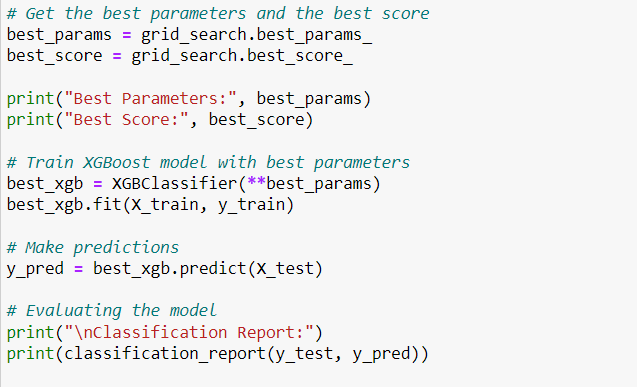 # Get the best parameters and the best score
best_params = grid_search.best_params_
best_score = grid_search.best_score_
print("Best Parameters:", best_params)
print("Best Score:", best_score)
# Train XGBoost model with best parameters
best_xgb = XGBClassifier(**best_params)
best_xgb.fit(X_train, y_train)
# Make predictions
y_pred = best_xgb.predict(X_test)
# Evaluating the model
print("\nClassification Report:")
print(classification_report(y_test, y_pred))